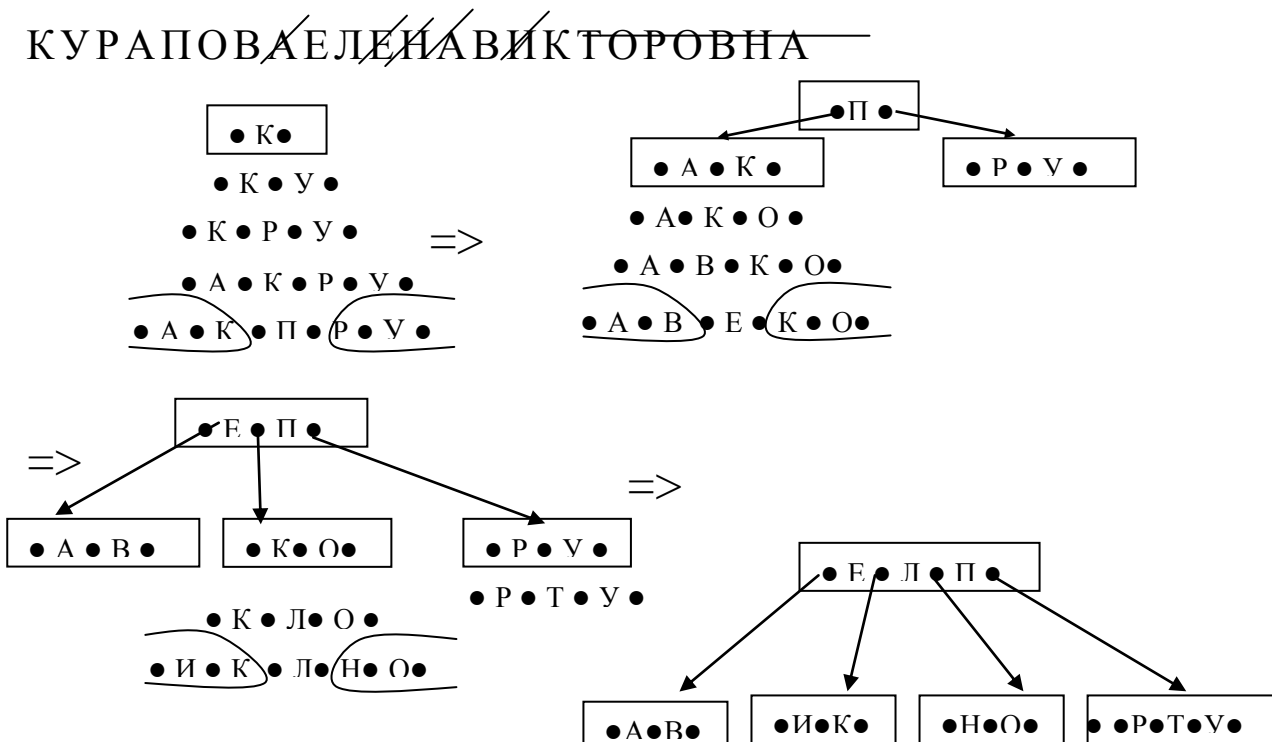 КУРАПОВАЕЛЕНАВИКТОРОВНА
● К●
● К ● У ●
● К ● Р ● У ●
● А ● К ● Р ● У ●
● А ● К ● П ● Р ● У ●
=>
●П ●
● А ● К ●
● Р ● У ●
● А● К ● О ●
● А ● В ● К ● О●
● А ● В ● Е ● К ● О●
=>
● Е ● П ●
● А ● В ●
● К● О●
● Р ● У ●
● Р ● Т ● У ●
● К ● Л● О ●
● И ● К ● Л● Н● О●
=>
● Е ● Л ● П ●
●А●В●
●И●К●
●Н●О●
● ●Р●Т●У●